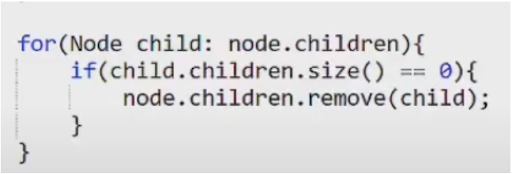 for(Node child: node.children){
    if(child.children.size() == 0){
        node.children.remove(child);
    }
}